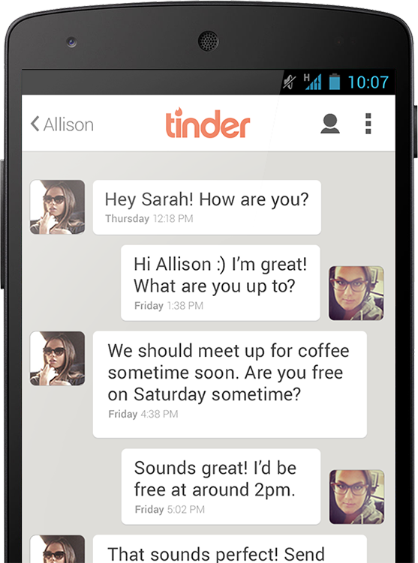 H 10:07
Allison tinder
Hey Sarah! How are you?
Thursday 12:18 PM
Hi Allison :) I'm great!
What are you up to?
Friday 1:38 PM
We should meet up for coffee
sometime soon. Are you free
on Saturday sometime?
Friday 4:38 PM
Sounds great! I'd be
free at around 2pm.
Friday 5:02 PM
That sounds perfect! Send